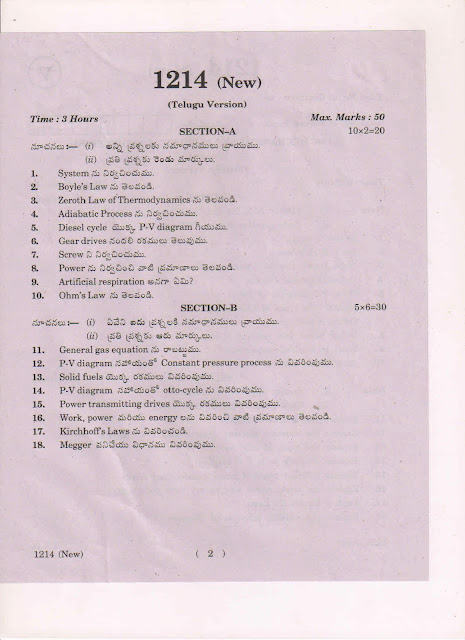 1214 (New)
(Telugu Version)
Time : 3 Hours Max. Marks : 50
SECTION-A 10×2=20
సూచనలు:— (i) అన్ని ప్రశ్నలకు సమాధానములు వ్రాయుము.
(ii) ప్రతి ప్రశ్నకు రెండు మార్కులు.
1. System ను నిర్వచించుము.
2. Boyle's Law ను తెలపండి.
3. Zeroth Law of Thermodynamics ను తెలపండి.
4. Adiabatic Process ను నిర్వచించుము.
5. Diesel cycle యొక్క P-V diagram గీయుము.
6. Gear drives నందలి రకములు తెలుపుము.
7. Screw ని నిర్వచించుము.
8. Power ను నిర్వచించి వాటి ప్రమాణాలు తెలపండి.
9. Artificial respiration అనగా ఏమి?
10. Ohm's Law ను తెలపండి.
SECTION-B 5×6=30
సూచనలు:— (i) ఏవేని ఐదు ప్రశ్నలకి సమాధానములు వ్రాయుము.
(ii) ప్రతి ప్రశ్నకు ఆరు మార్కులు.
11. General gas equation ను రాబట్టుము.
12. P-V diagram సహాయంతో Constant pressure process ను వివరింపుము.
13. Solid fuels యొక్క రకములు వివరింపుము.
14. P-V diagram సహాయంతో otto-cycle ను వివరింపుము.
15. Power transmitting drives యొక్క రకములు వివరింపుము.
16. Work, power మరియు energy లను వివరించి వాటి ప్రమాణాలు తెలపండి.
17. Kirchhoff's Laws ను వివరించండి.
18. Megger పనిచేయు విధానము వివరింపుము.
1214 (New) ( 2 )